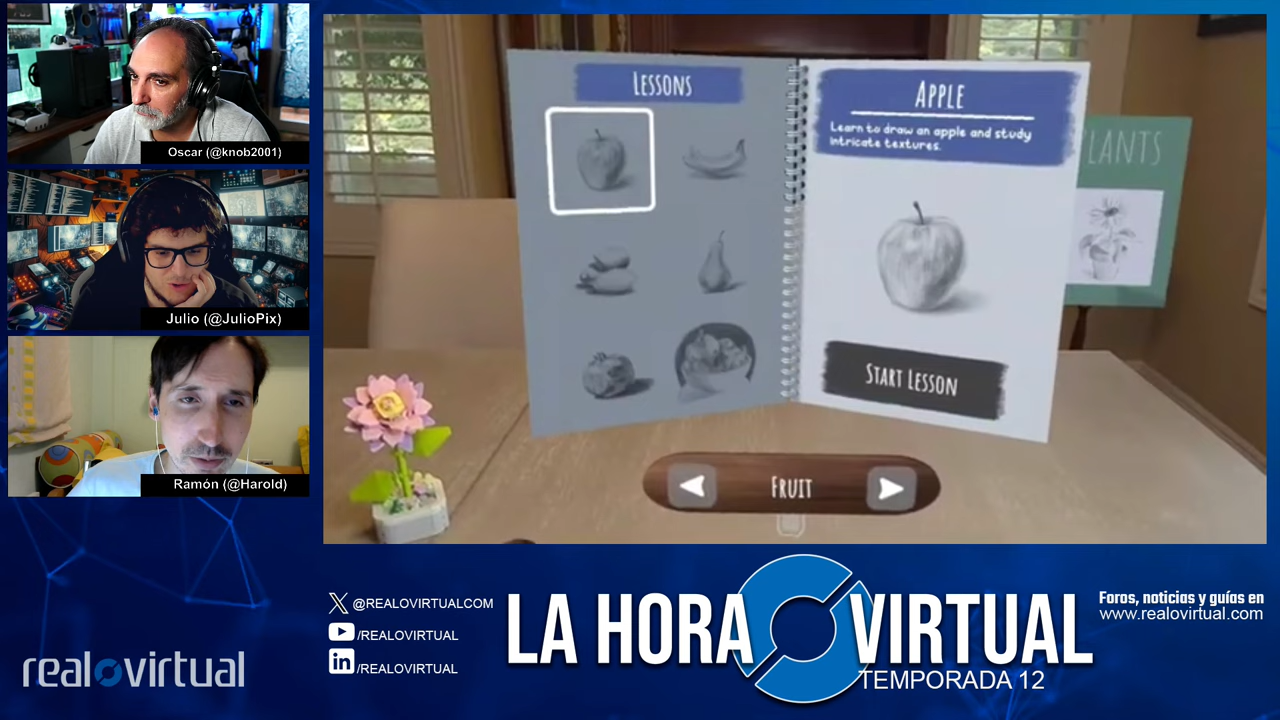 Oscar (@knob2001)
Julio (@JulioPix)
Ramón (@Harold)
LESSONS
APPLE
Learn to draw an apple and study
intricate textures.
START LESSON
LANTS
FRUIT
realovirtual
@REALOVIRTUALCOM
/REALOVIRTUAL
/REALOVIRTUAL
LA HORA VIRTUAL
TEMPORADA 12
Foros, noticias y guías en
www.realovirtual.com